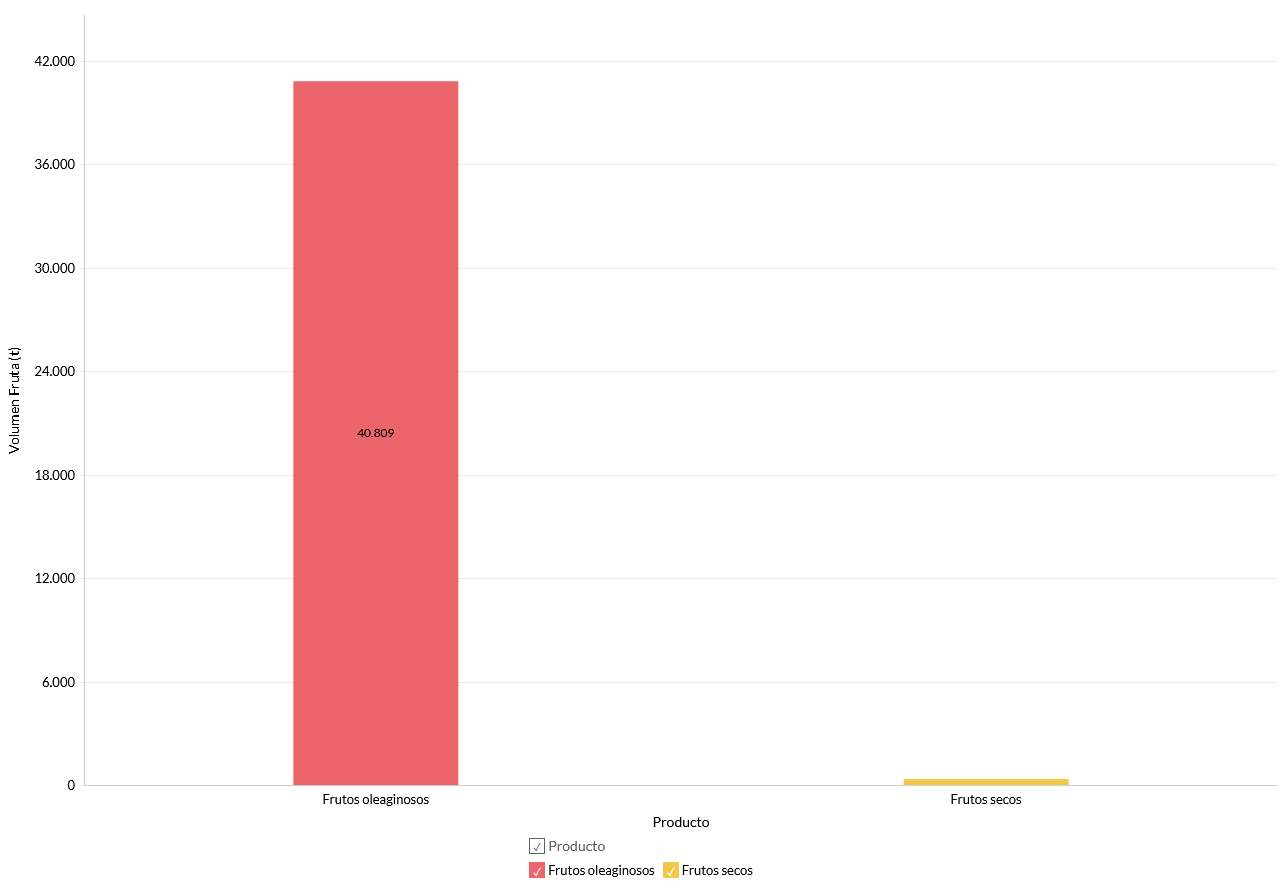 42.000
36.000
30.000
24.000
18.000
12.000
6.000
0
Volumen Fruta (t)
40.809
Frutos oleaginosos Frutos secos
Producto
Producto
Frutos oleaginosos Frutos secos